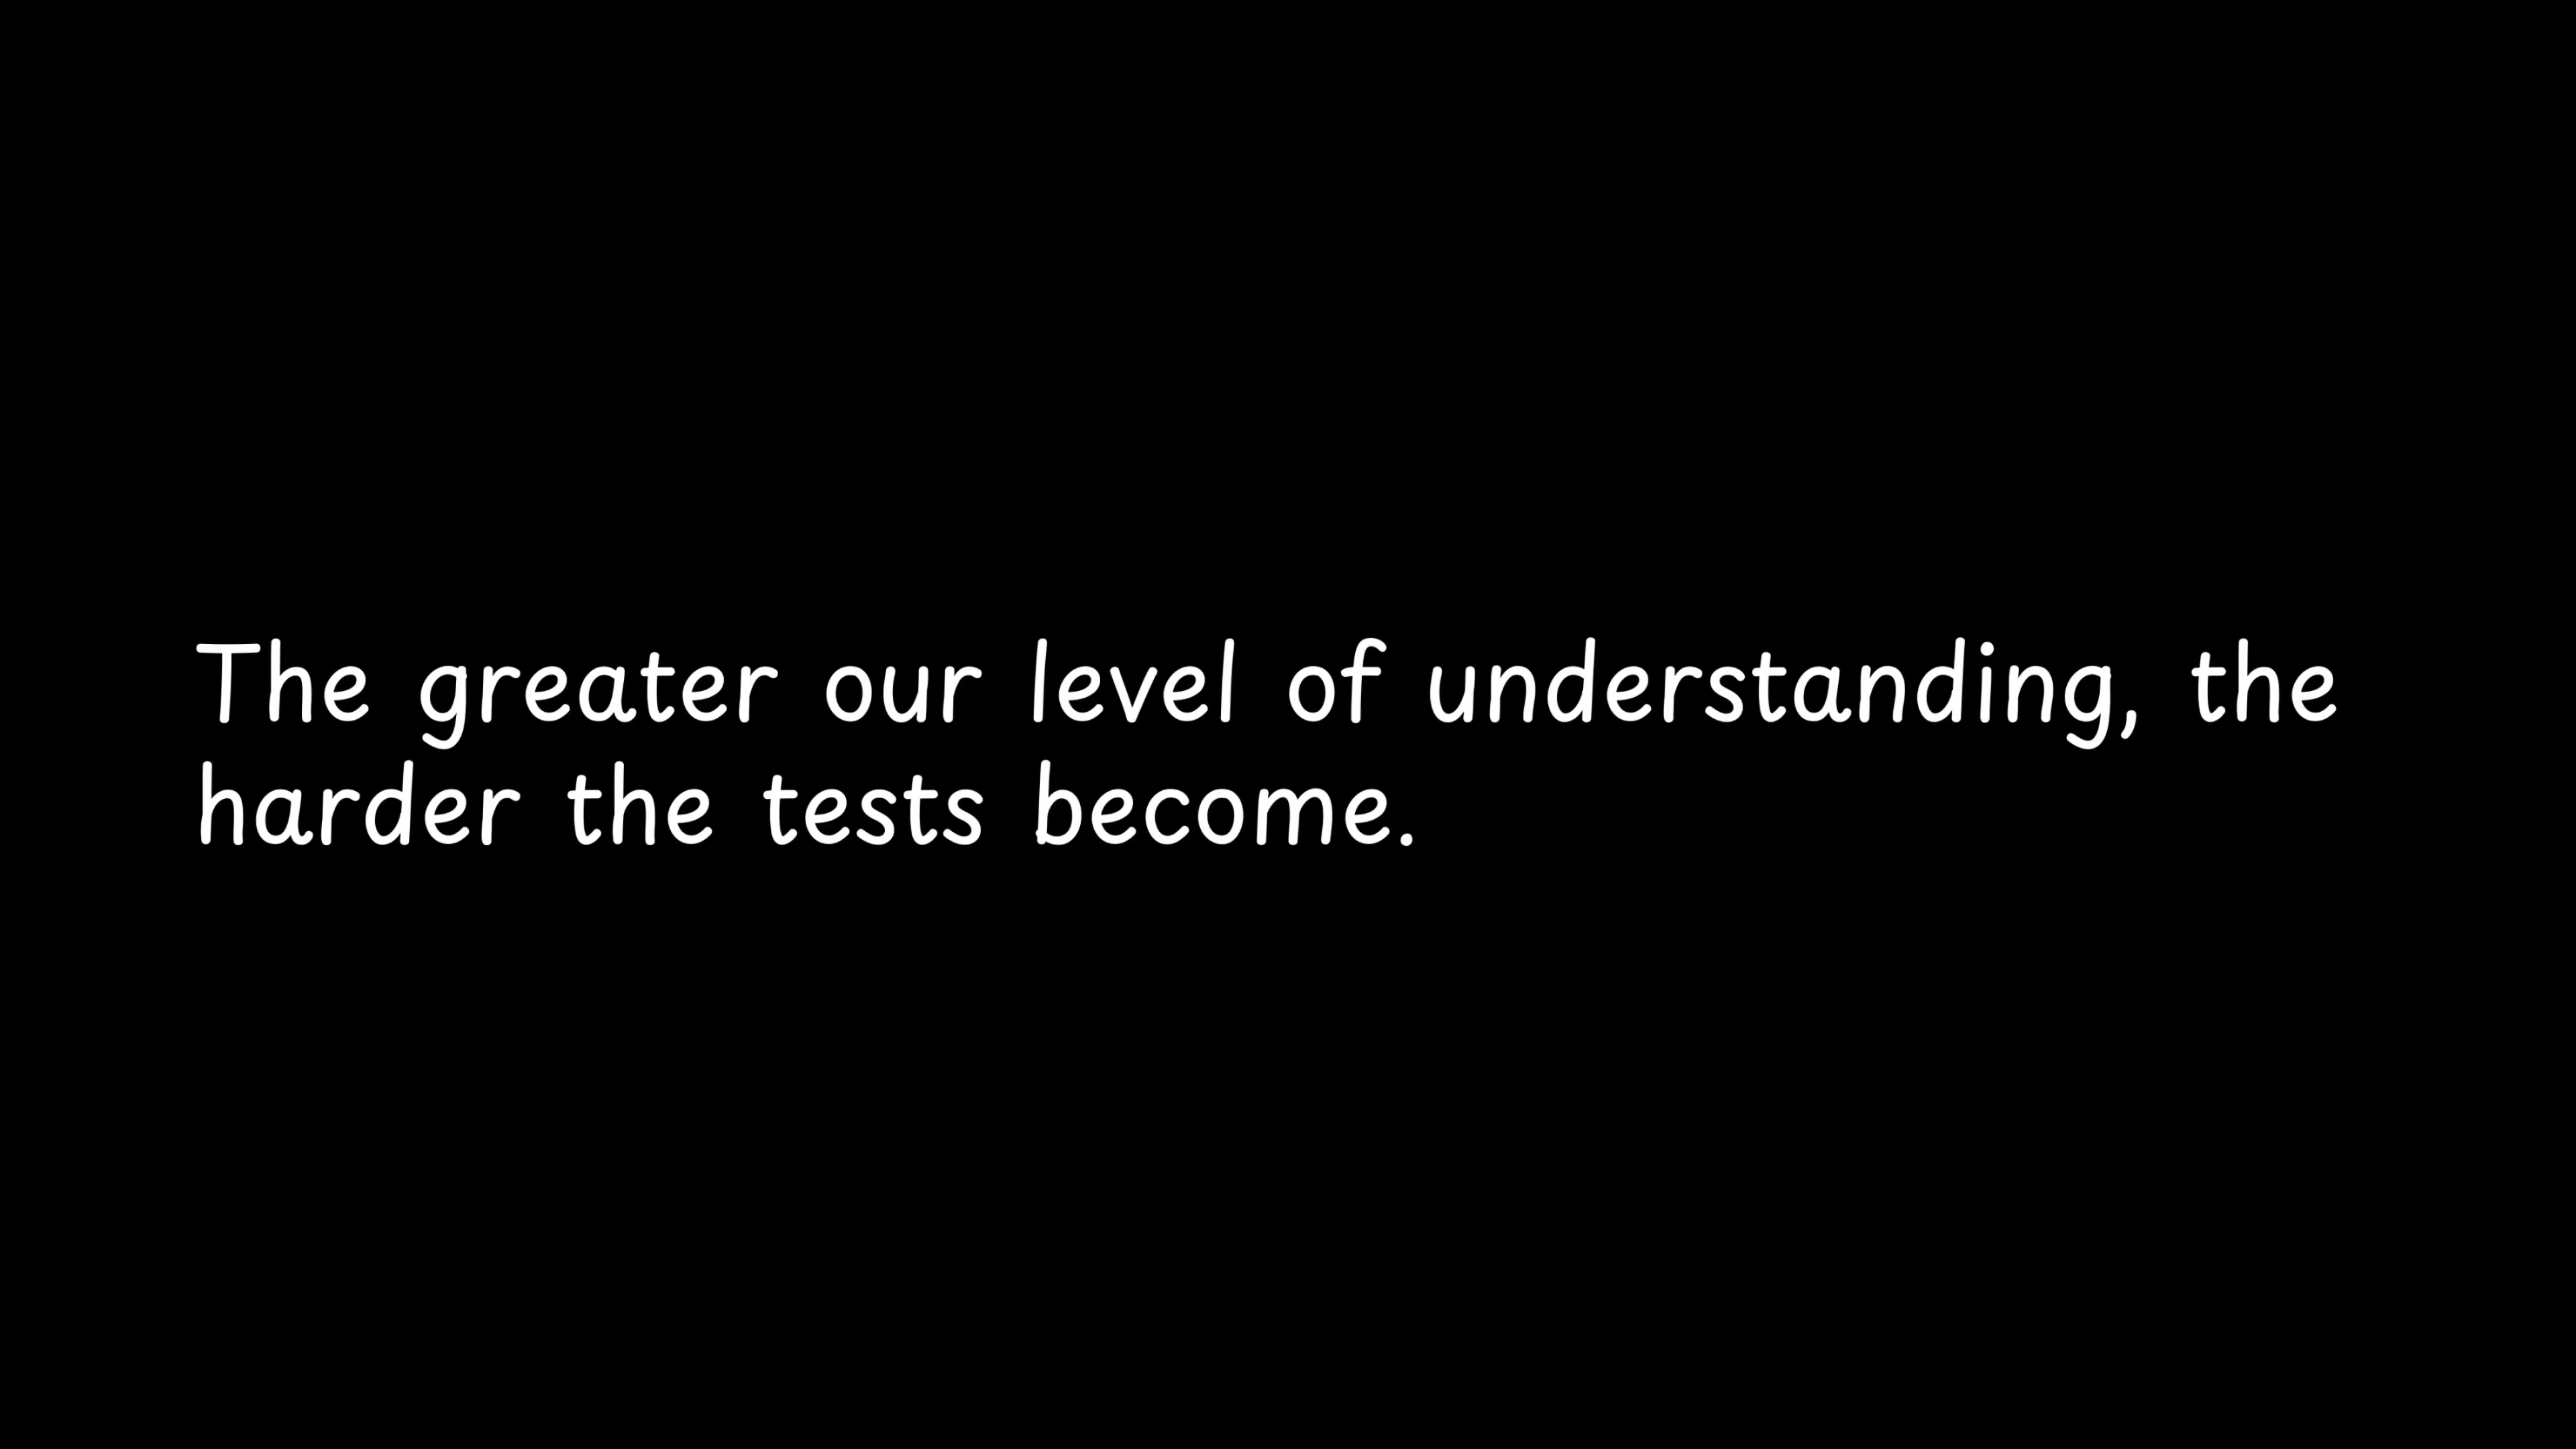 The greater our level of understanding, the
harder the tests become.